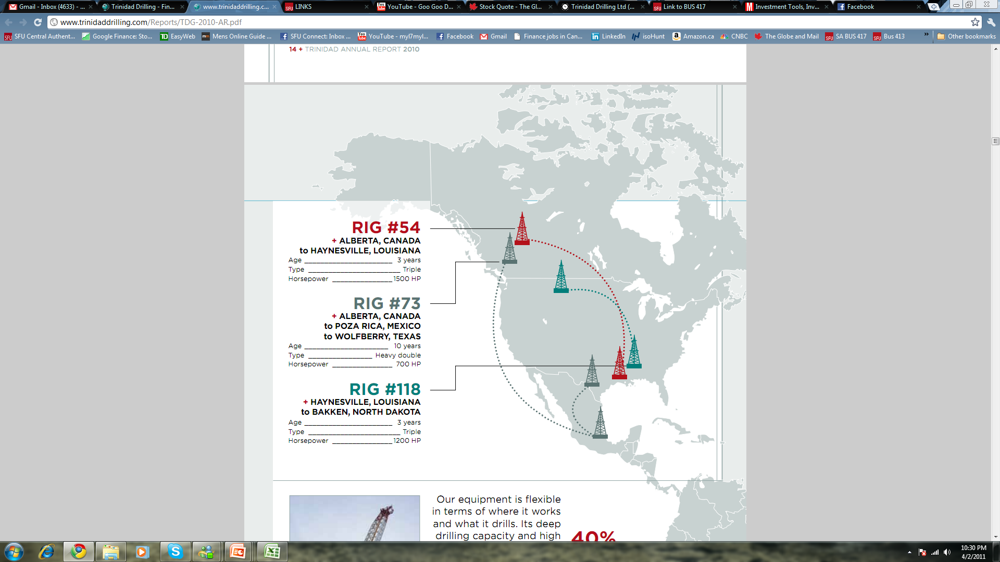 Gmail - Inbox (4633) - ...
Trinidad Drilling - Fin...
www.trinidaddrilling.c...
LINKS
YouTube - Goo Goo D...
Stock Quote - The Gl...
Trinidad Drilling Ltd (...
Link to BUS 417
Investment Tools, Inv...
Facebook
www.trinidaddrilling.com/Reports/TDG-2010-AR.pdf
SFU Central Authent...
Google Finance: Sto...
TD EasyWeb
mm Mens Online Guide ...
SFU Connect: Inbox ...
YouTube - myl7myl...
Facebook
Gmail
Finance jobs in Can...
LinkedIn
isoHunt
Amazon.ca
CNBC
The Globe and Mail
SFU SA BUS 417
SFU Bus 413
»
Other bookmarks
14 + TRINIDAD ANNUAL REPORT 2010
RIG #54
+ ALBERTA, CANADA
to HAYNESVILLE, LOUISIANA
Age 3 years
Type Triple
Horsepower 1500 HP
RIG #73
+ ALBERTA, CANADA
to POZA RICA, MEXICO
to WOLFBERRY, TEXAS
Age 10 years
Type Heavy double
Horsepower 700 HP
RIG #118
+ HAYNESVILLE, LOUISIANA
to BAKKEN, NORTH DAKOTA
Age 3 years
Type Triple
Horsepower 1200 HP
Our equipment is flexible
in terms of where it works
and what it drills. Its deep
drilling capacity and high
40%
10:30 PM
4/2/2011